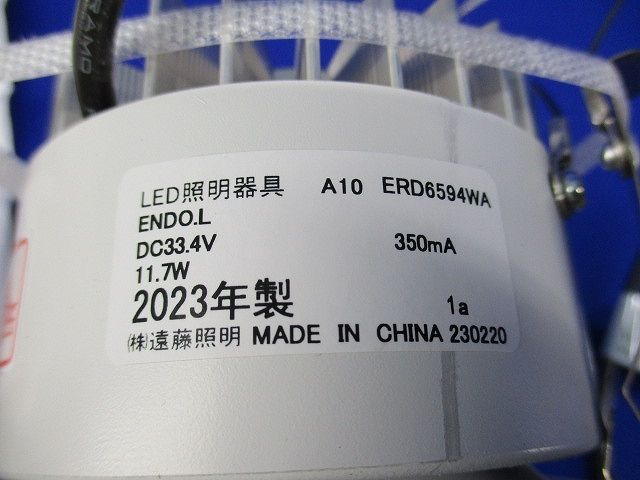 RAMO
LED照明器具 A10 ERD6594WA
ENDO.L
DC33.4V 350mA
11.7W
2023年製 1a
㈱遠藤照明 MADE IN CHINA 230220